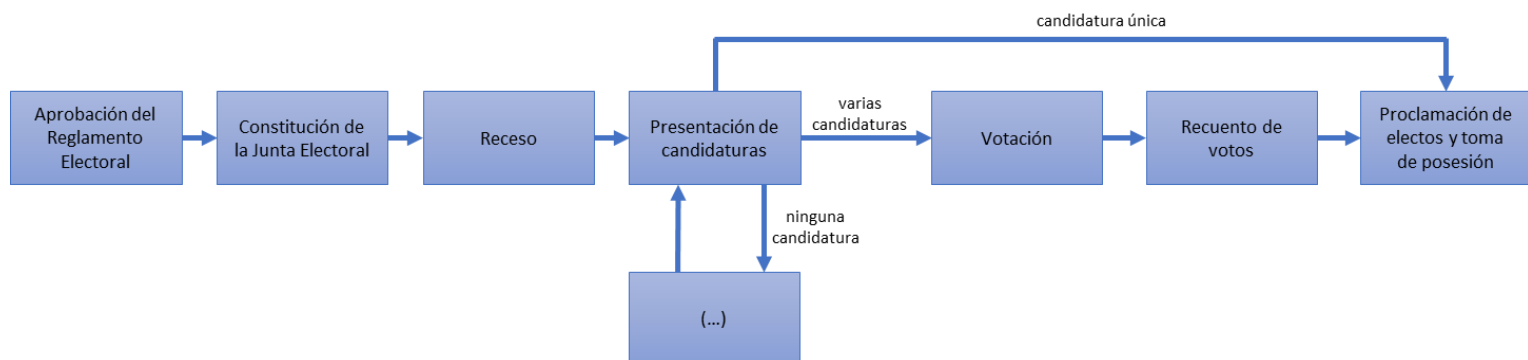 candidatura única
Aprobación del
Reglamento
Electoral
Constitución de
la Junta Electoral
Receso
Presentación de
candidaturas
varias
candidaturas
Votación
Recuento de
votos
Proclamación de
electos y toma
de posesión
ninguna
candidatura
(...)